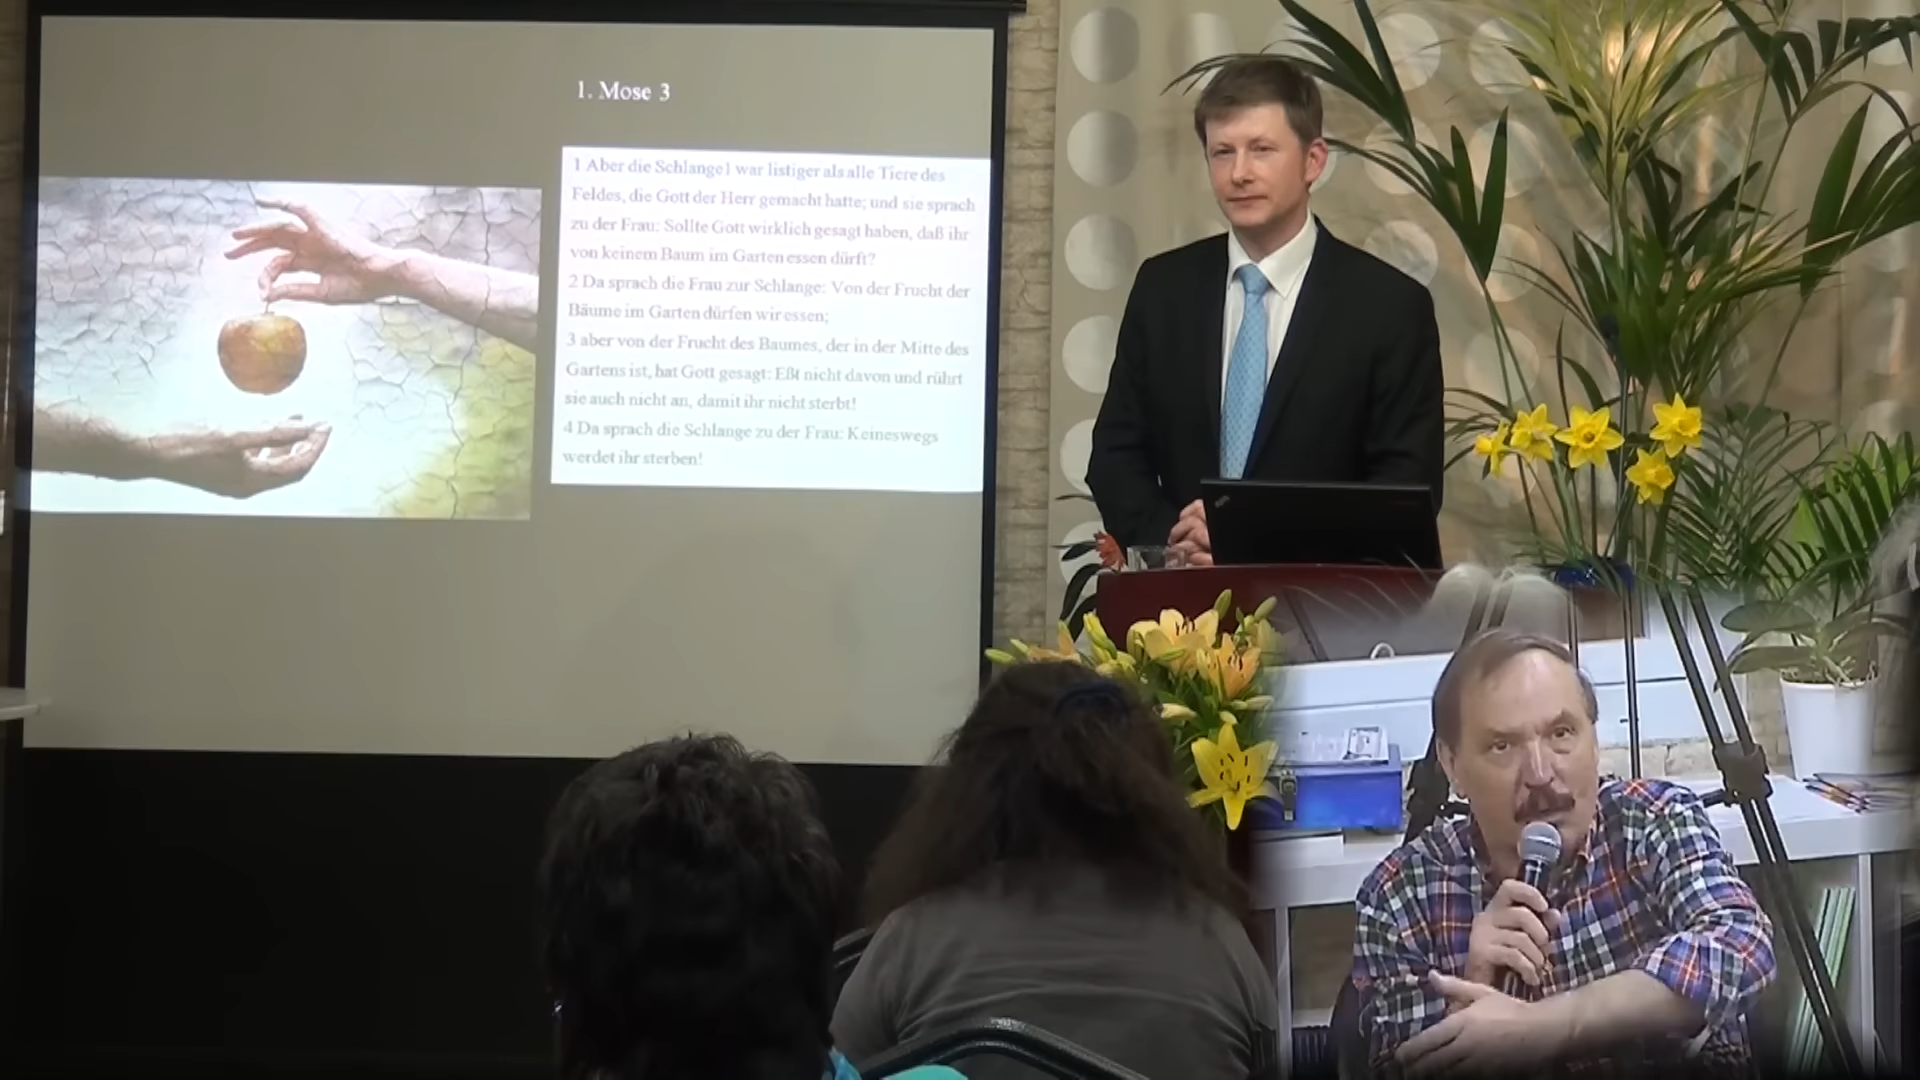 1. Mose 3
1 Aber die Schlange1 war listiger als alle Tiere des
Feldes, die Gott der Herr gemacht hatte; und sie sprach
zu der Frau: Sollte Gott wirklich gesagt haben, daß ihr
von keinem Baum im Garten essen dürft?
2 Da sprach die Frau zur Schlange: Von der Frucht der
Bäume im Garten dürfen wir essen;
3 aber von der Frucht des Baumes, der in der Mitte des
Gartens ist, hat Gott gesagt: Eßt nicht davon und rührt
sie auch nicht an, damit ihr nicht sterbt!
4 Da sprach die Schlange zu der Frau: Keineswegs
werdet ihr sterben!